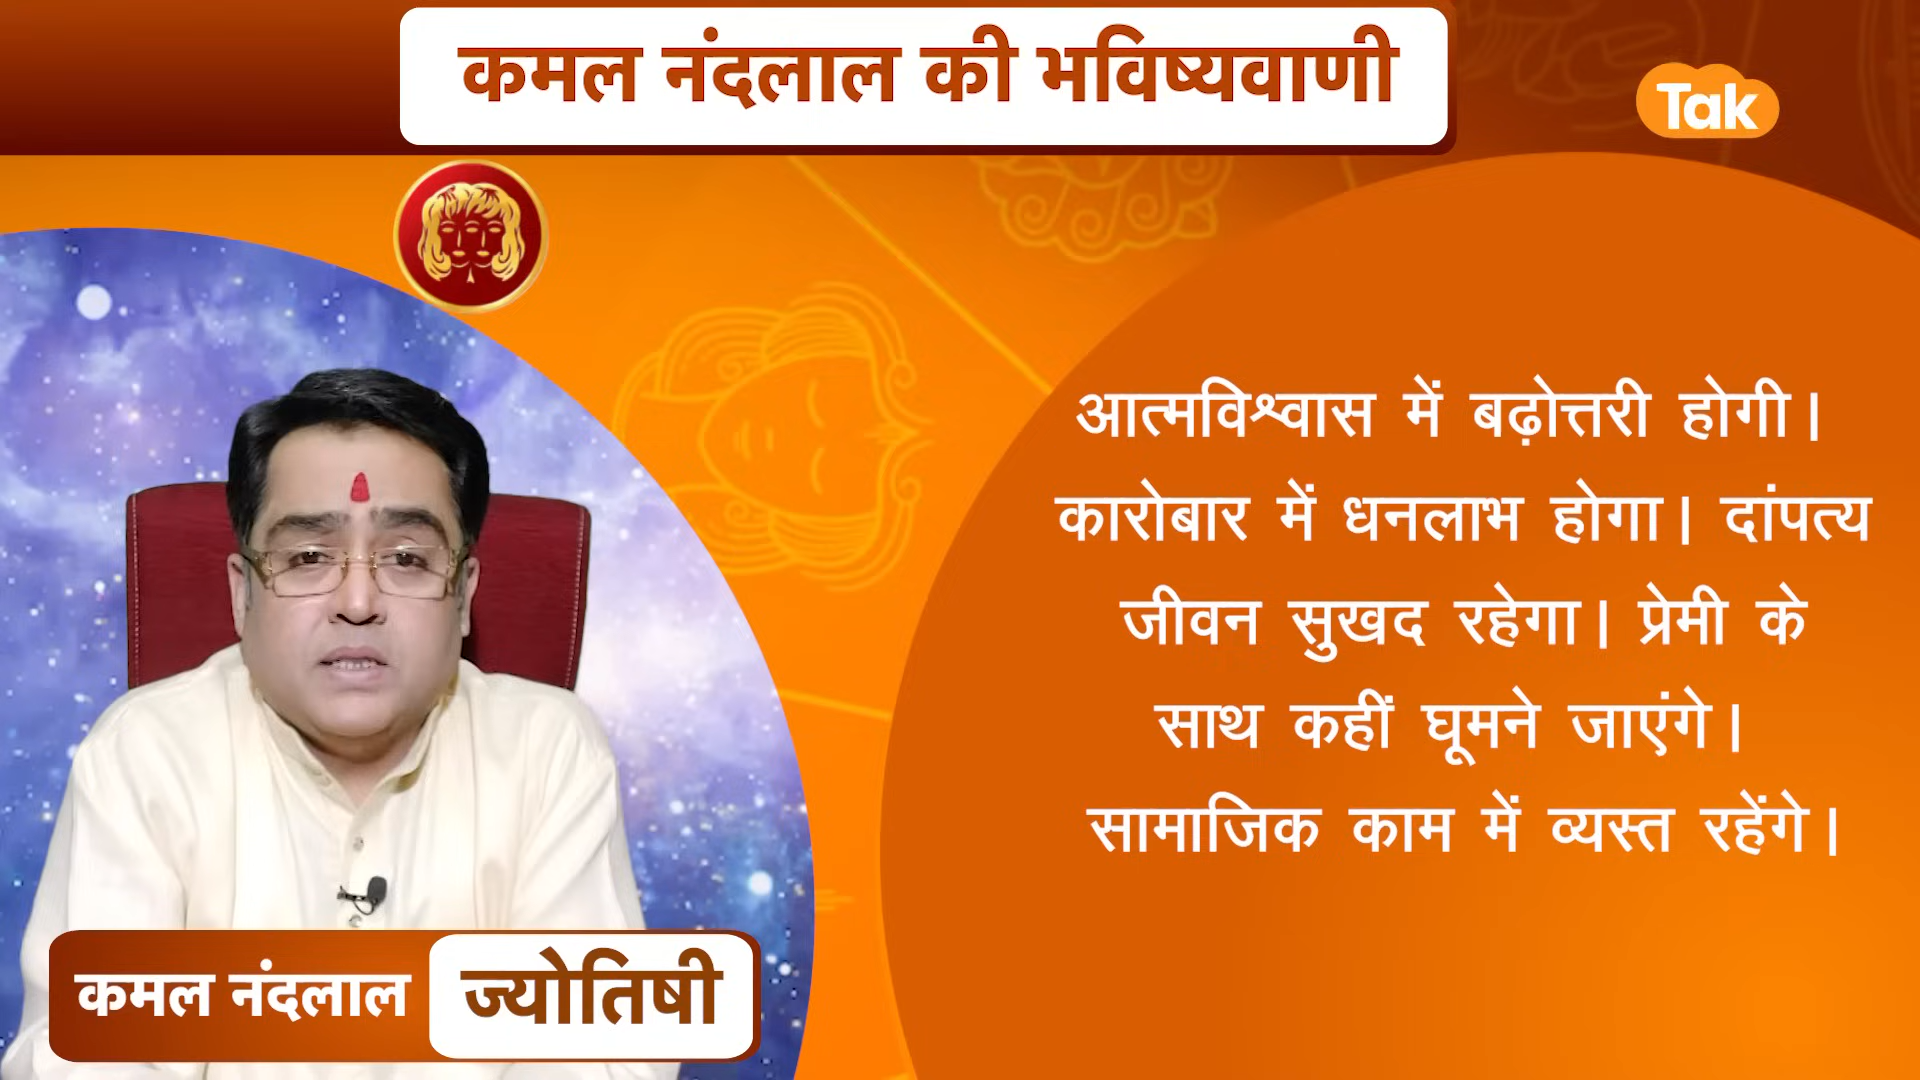 कमल नंदलाल की भविष्यवाणी
Tak
आत्मविश्वास में बढ़ोत्तरी होगी।
कारोबार में धनलाभ होगा। दांपत्य
जीवन सुखद रहेगा। प्रेमी के
साथ कहीं घूमने जाएंगे।
सामाजिक काम में व्यस्त रहेंगे।
कमल नंदलाल ज्योतिषी